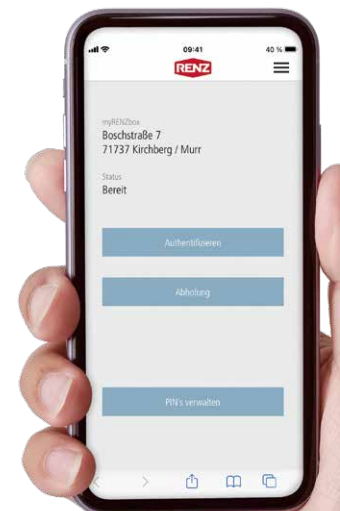 09:41
40 %
RENZ
myRENZbox
Boschstraße 7
71737 Kirchberg / Murr
Status
Bereit
Authentifizieren
Abholung
PIN's verwalten